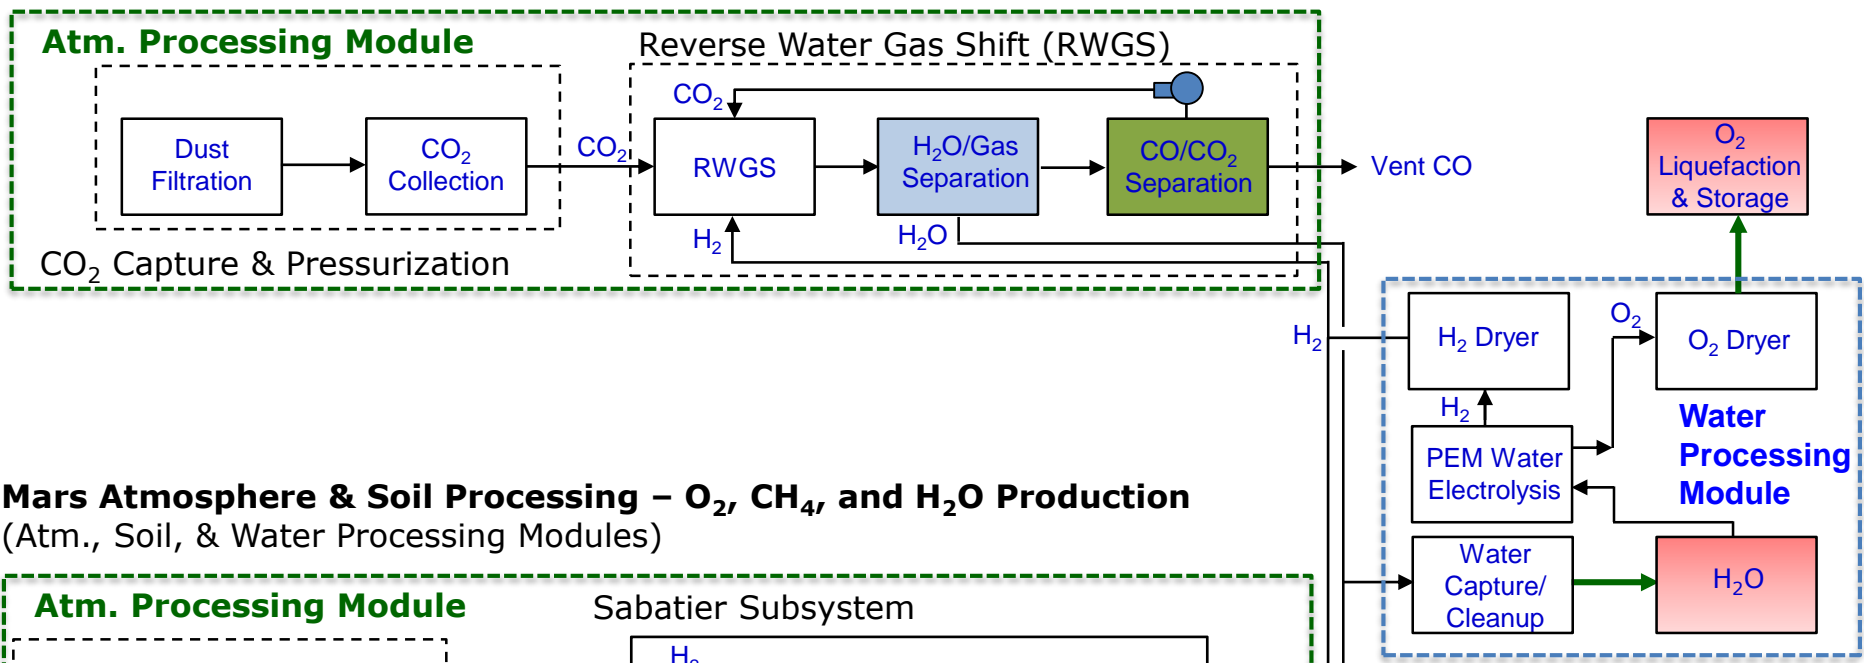 Atm. Processing Module
Reverse Water Gas Shift (RWGS)
CO₂
Dust
Filtration
CO₂
Collection
CO₂
RWGS
H₂O/Gas
Separation
CO/CO₂
Separation
Vent CO
O₂
Liquefaction
& Storage
H₂
H₂O
CO₂ Capture & Pressurization
H₂
H₂ Dryer
O₂
O₂ Dryer
H₂
Water
Processing
Module
PEM Water
Electrolysis
Mars Atmosphere & Soil Processing – O₂, CH₄, and H₂O Production
(Atm., Soil, & Water Processing Modules)
Water
Capture/
Cleanup
H₂O
Atm. Processing Module
Sabatier Subsystem
H₂